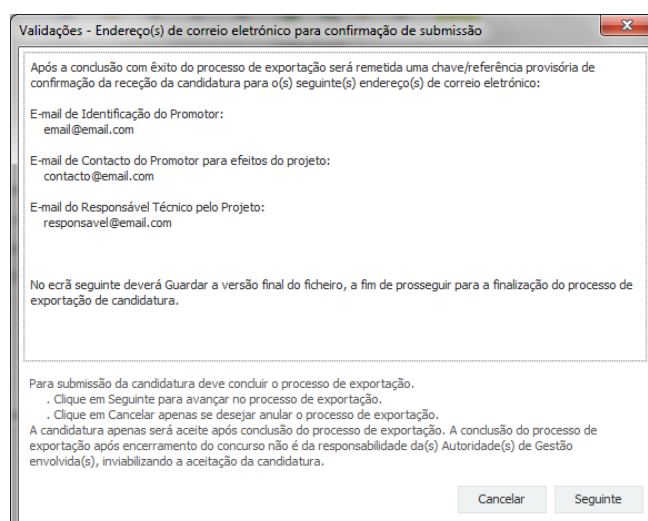 Validações - Endereço(s) de correio eletrónico para confirmação de submissão
Após a conclusão com êxito do processo de exportação será remetida uma chave/referência provisória de
confirmação da receção da candidatura para o(s) seguinte(s) endereço(s) de correio eletrónico:
E-mail de Identificação do Promotor:
email@email.com
E-mail de Contacto do Promotor para efeitos do projeto:
contacto@email.com
E-mail do Responsável Técnico pelo Projeto:
responsavel@email.com
No ecrã seguinte deverá Guardar a versão final do ficheiro, a fim de prosseguir para a finalização do processo de
exportação de candidatura.
Para submissão da candidatura deve concluir o processo de exportação.
. Clique em Seguinte para avançar no processo de exportação.
. Clique em Cancelar apenas se desejar anular o processo de exportação.
A candidatura apenas será aceite após conclusão do processo de exportação. A conclusão do processo de
exportação após encerramento do concurso não é da responsabilidade da(s) Autoridade(s) de Gestão
envolvida(s), inviabilizando a aceitação da candidatura.
Cancelar Seguinte